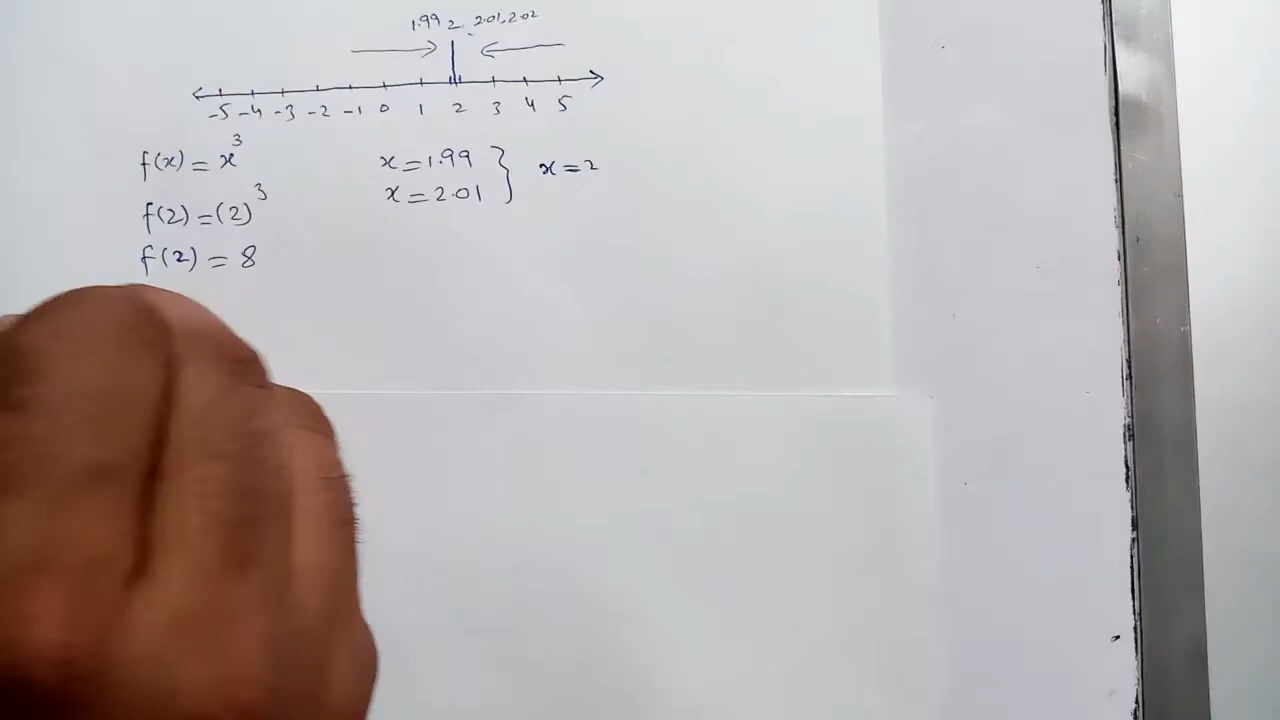 1.99 2 2.01, 2.02
-5 -4 -3 -2 -1 0 1 2 3 4 5
f(x) = x³ x = 1.99 } x = 2
x = 2.01
f(2) = (2)³
f(2) = 8